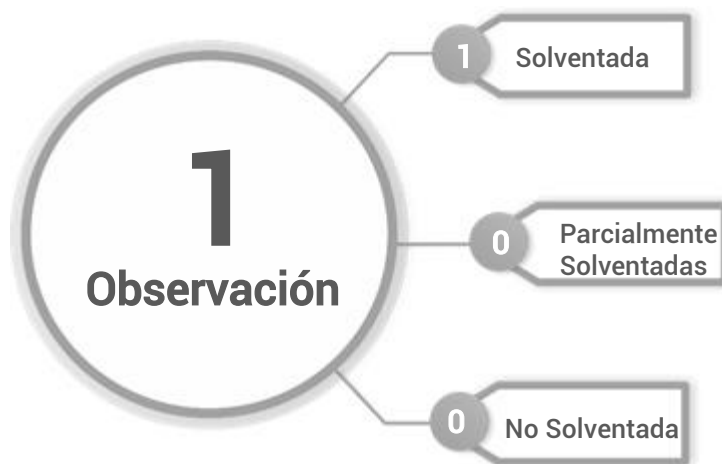 1
Observación
1
Solventada
0
Parcialmente
Solventadas
0
No Solventada